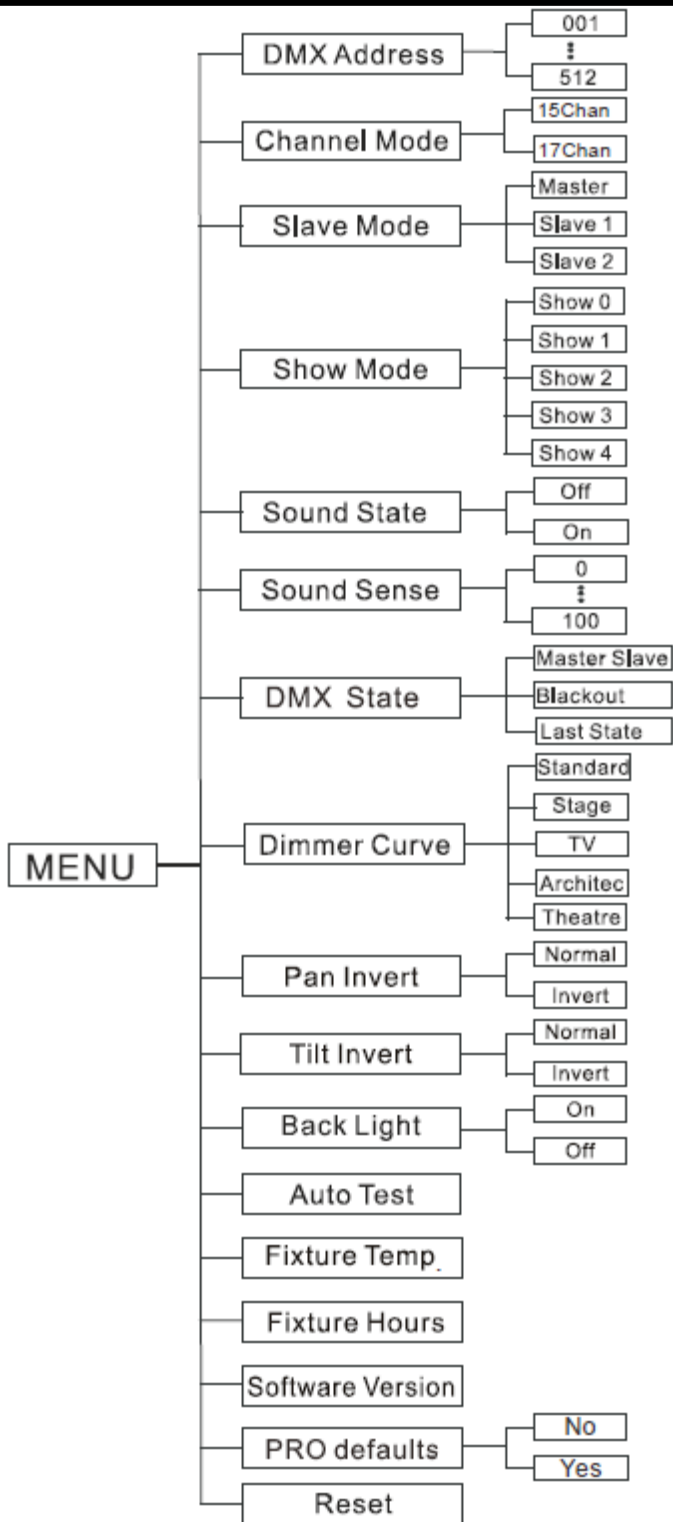 001
DMX Address
512
15Chan
Channel Mode
17Chan
Master
Slave Mode
Slave 1
Slave 2
Show 0
Show 1
Show Mode
Show 2
Show 3
Show 4
Off
Sound State
On
0
Sound Sense
100
Master Slave
DMX State
Blackout
Last State
Standard
Stage
MENU
Dimmer Curve
TV
Architec
Theatre
Normal
Pan Invert
Invert
Normal
Tilt Invert
Invert
On
Back Light
Off
Auto Test
Fixture Temp.
Fixture Hours
Software Version
No
PRO defaults
Yes
Reset